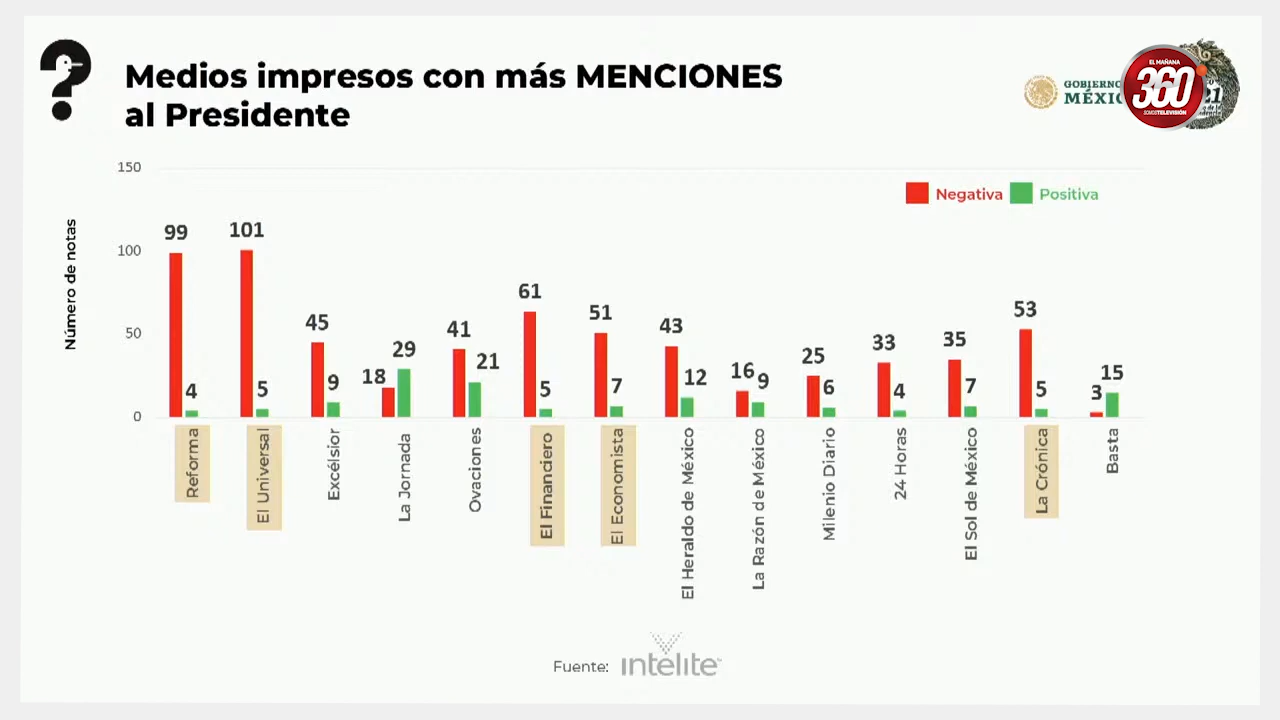 Medios impresos con más MENCIONES
al Presidente
GOBIERNO
MÉXICO
EL MAÑANA
360
SOMOSTELEVISIÓN
150
100
50
0
Número de notas
Negativa
Positiva
99
4
101
5
45
9
18
29
41
21
61
5
51
7
43
12
16
9
25
6
33
4
35
7
53
5
3
15
Reforma
El Universal
Excélsior
La Jornada
Ovaciones
El Financiero
El Economista
El Heraldo de México
La Razón de México
Milenio Diario
24 Horas
El Sol de México
La Crónica
Basta
Fuente: intelite